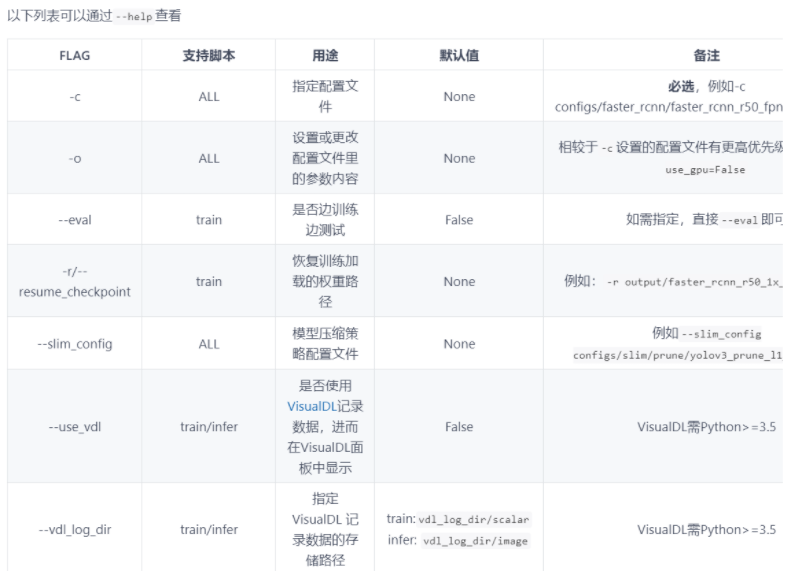 以下列表可以通过 --help 查看
FLAG 支持脚本 用途 默认值 备注
-c ALL 指定配置文件 None 必选，例如-c configs/faster_rcnn/faster_rcnn_r50_fpn
-o ALL 设置或更改配置文件里的参数内容 None 相较于 -c 设置的配置文件有更高优先级 use_gpu=False
--eval train 是否边训练边测试 False 如需指定，直接 --eval 即可
-r/--resume_checkpoint train 恢复训练加载的权重路径 None 例如： -r output/faster_rcnn_r50_1x_
--slim_config ALL 模型压缩策略配置文件 None 例如 --slim_config configs/slim/prune/yolov3_prune_l1
--use_vdl train/infer 是否使用VisualDL记录数据，进而在VisualDL面板中显示 False VisualDL需Python>=3.5
--vdl_log_dir train/infer 指定 VisualDL 记录数据的存储路径 train: vdl_log_dir/scalar infer: vdl_log_dir/image VisualDL需Python>=3.5